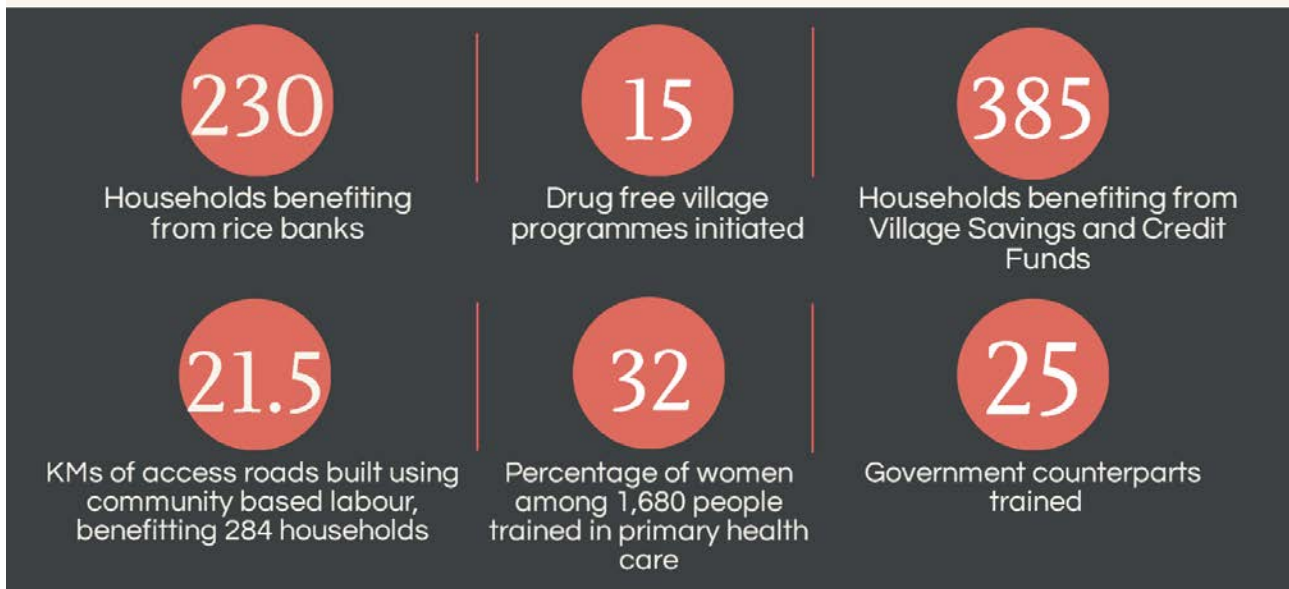 230
Households benefiting
from rice banks
15
Drug free village
programmes initiated
385
Households benefiting from
Village Savings and Credit
Funds
21.5
KMs of access roads built using
community based labour,
benefitting 284 households
32
Percentage of women
among 1,680 people
trained in primary health
care
25
Government counterparts
trained